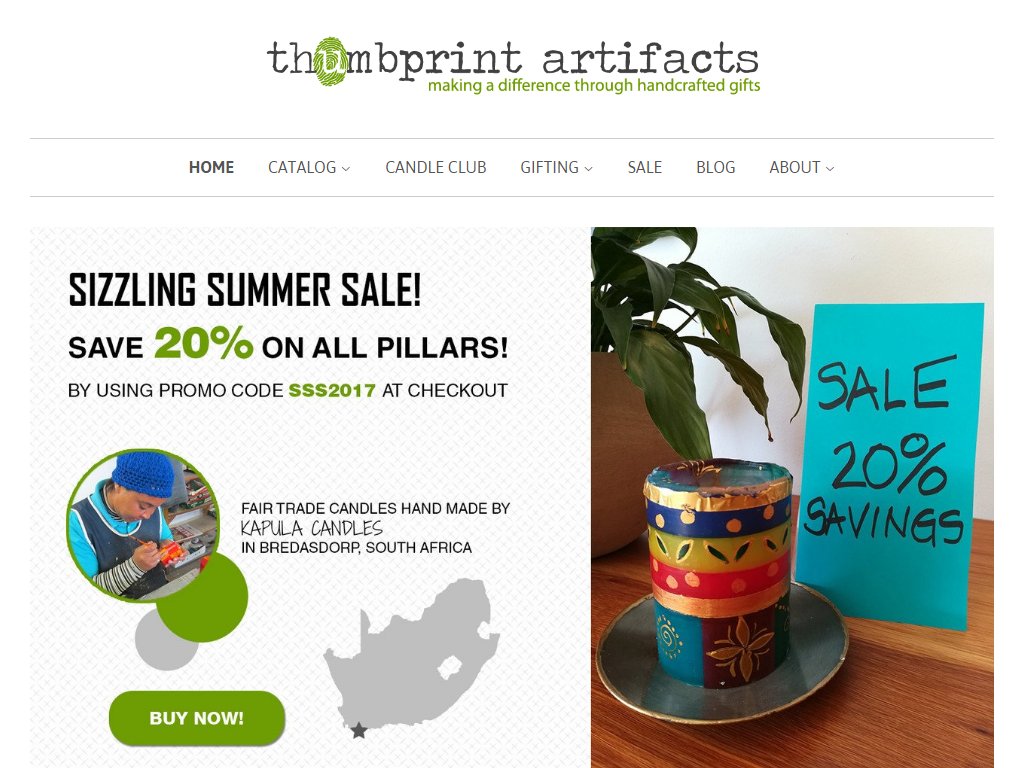 thumbprint artifacts
making a difference through handcrafted gifts
HOME CATALOG CANDLE CLUB GIFTING SALE BLOG ABOUT
SIZZLING SUMMER SALE!
SAVE 20% ON ALL PILLARS!
BY USING PROMO CODE SSS2017 AT CHECKOUT
FAIR TRADE CANDLES HAND MADE BY
KAPULA CANDLES
IN BREDASDORP, SOUTH AFRICA
BUY NOW!
SALE
20%
SAVINGS